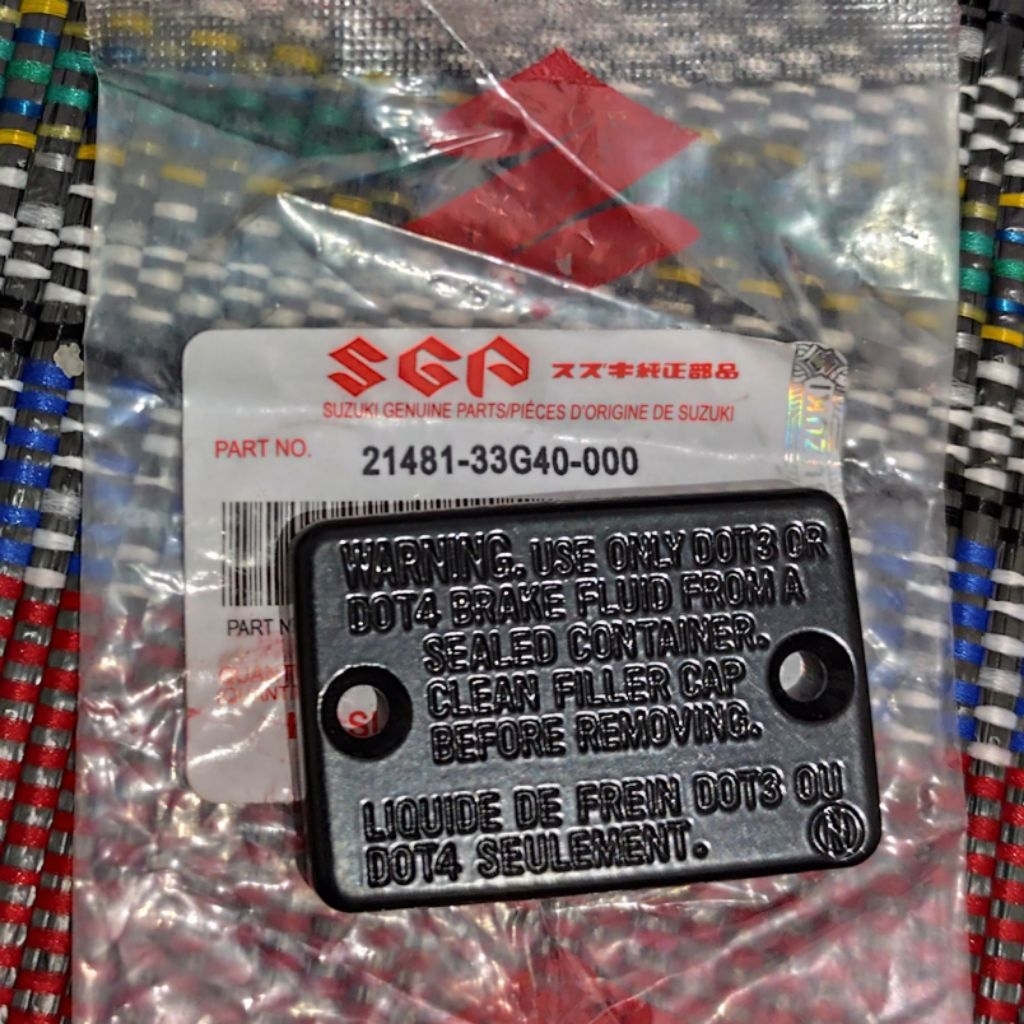 SGP スズキ純正部品
SUZUKI GENUINE PARTS/PIÉCES D'ORIGINE DE SUZUKI
PART NO. 21481-33G40-000
PART N
WARNING. USE ONLY DOT3 OR
DOT4 BRAKE FLUID FROM A
SEALED CONTAINER.
CLEAN FILLER CAP
BEFORE REMOVING.
LIQUIDE DE FREIN DOT3 OU
DOT4 SEULEMENT.
N